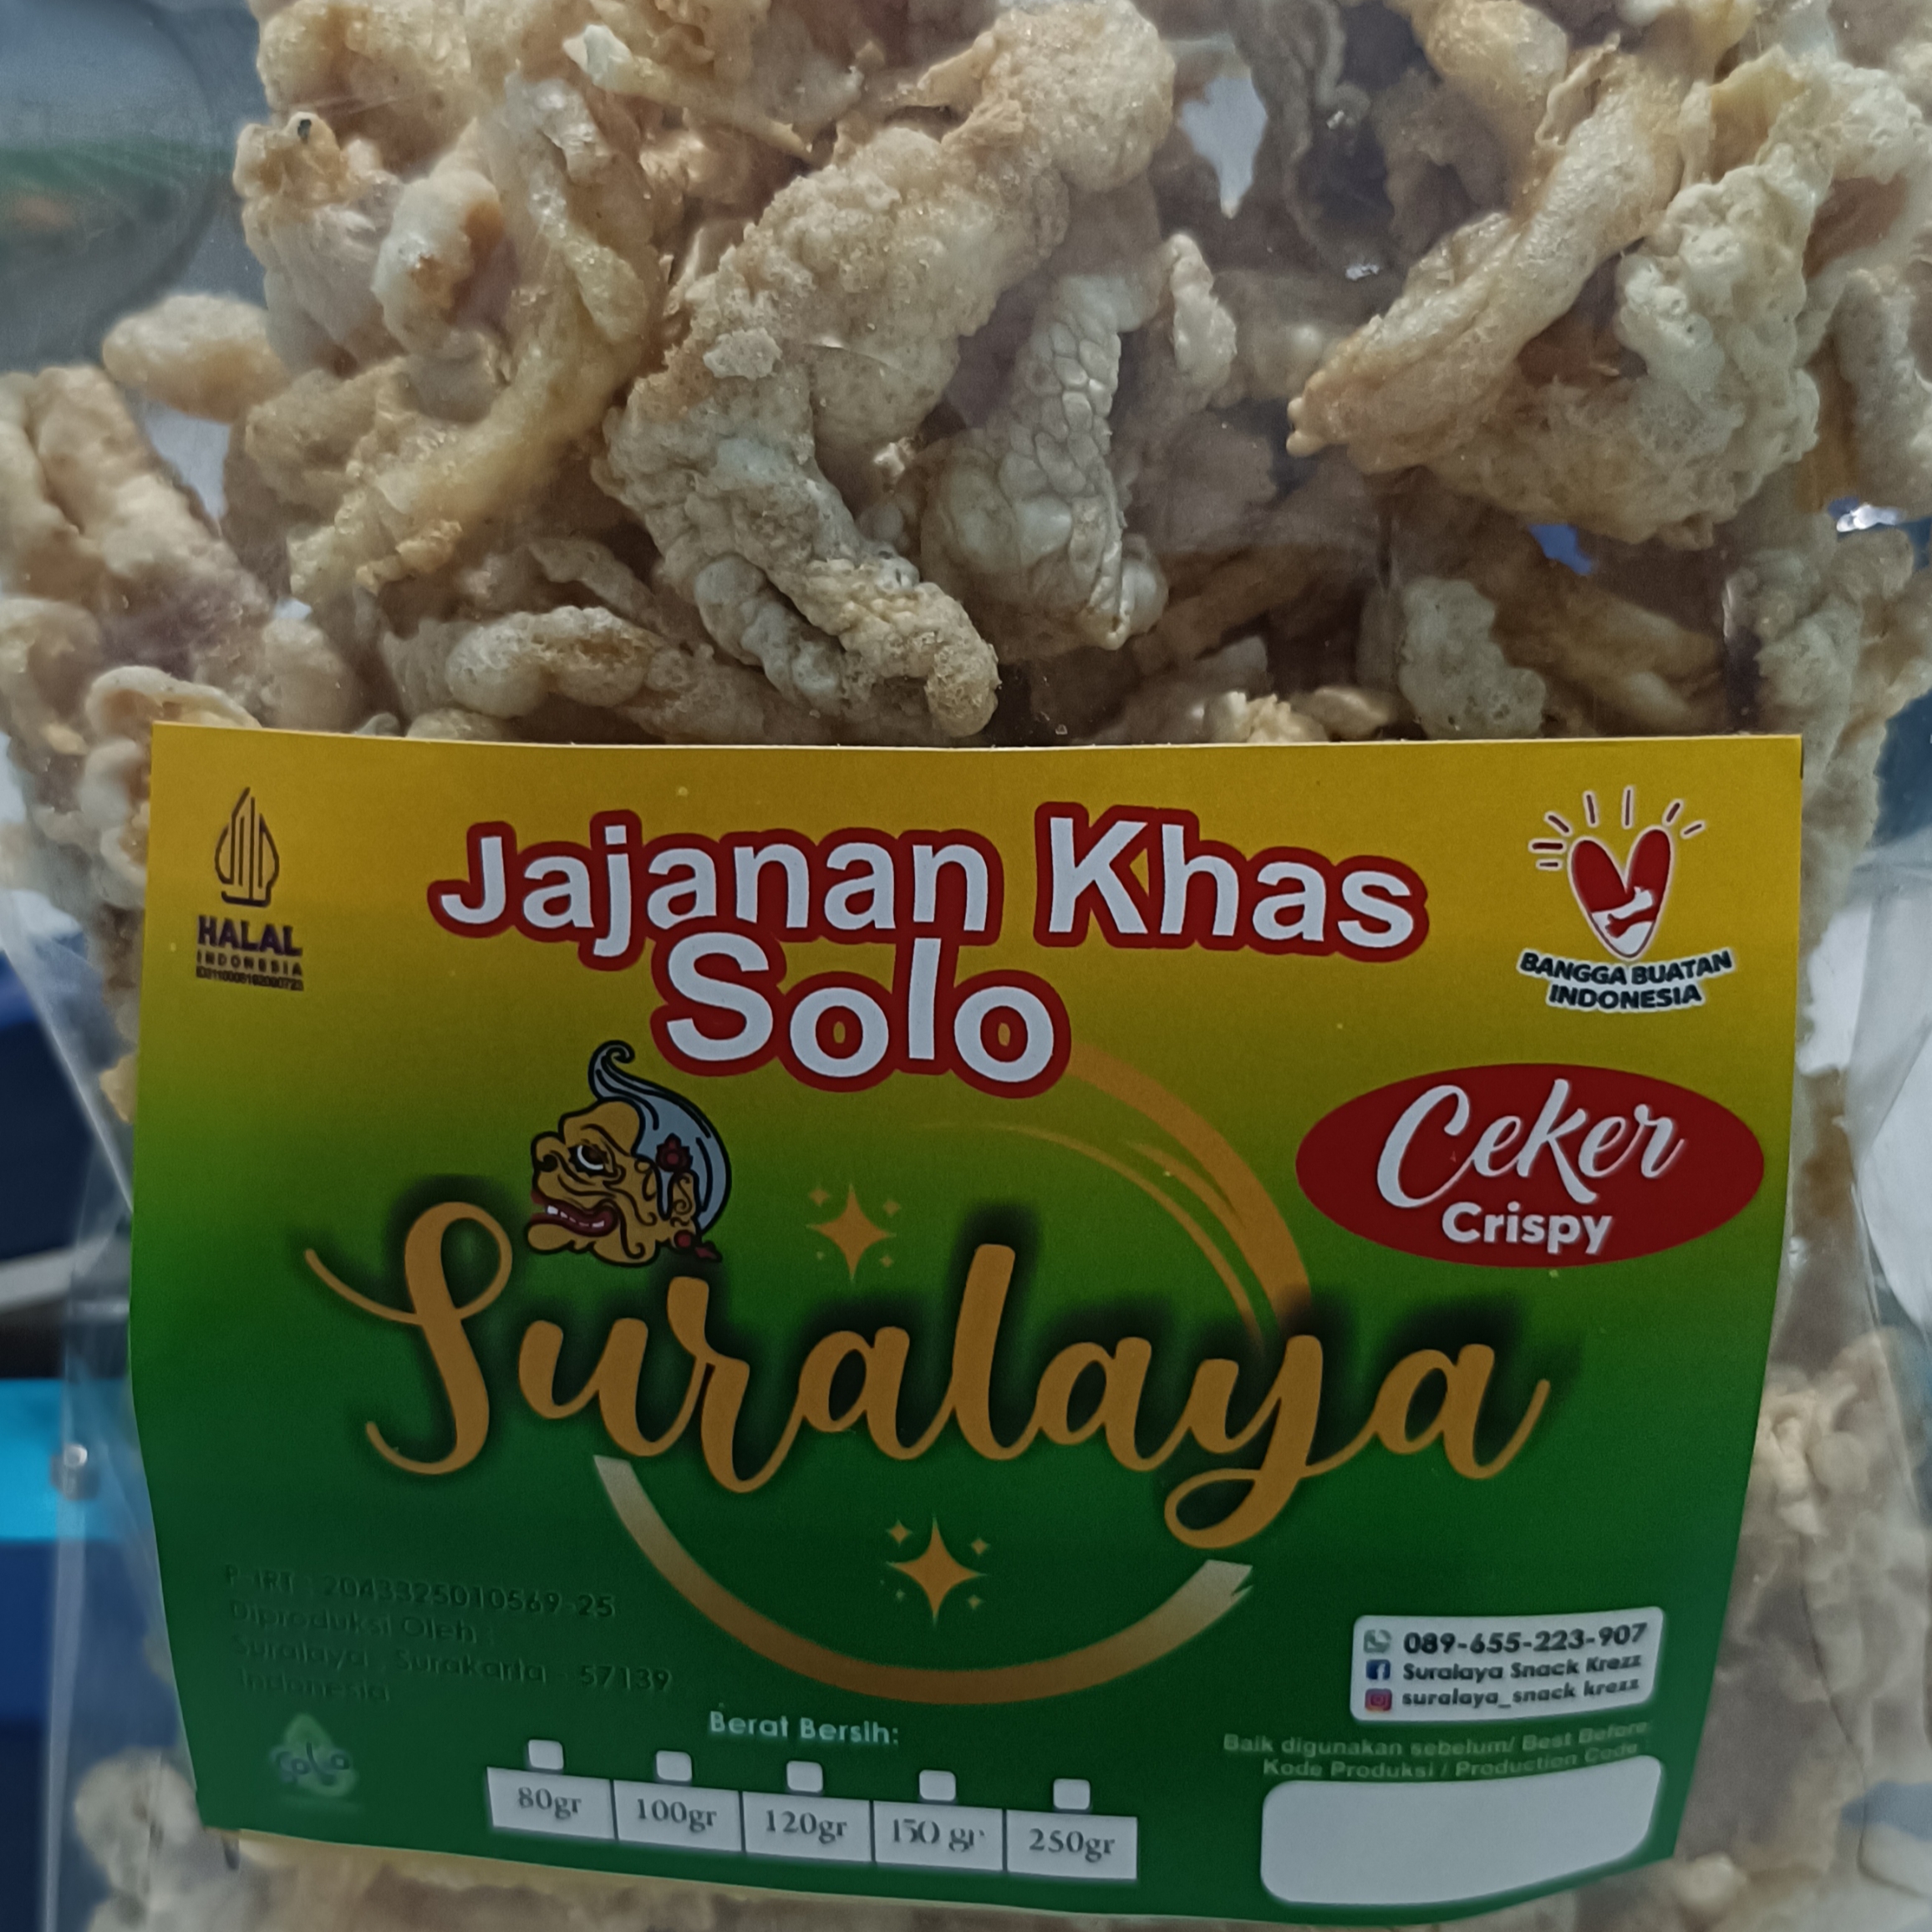 HALAL
INDONESIA
Jajanan Khas
Solo
BANGGA BUATAN
INDONESIA
Ceker
Crispy
Suralaya
P-IRT : 2043325010569-25
Diproduksi Oleh :
Suralaya - Surakarta - 57139
Indonesia
Solo
Berat Bersih:
80gr
100gr
120gr
150 gr
250gr
089-655-223-907
Suralaya Snack Krezz
suralaya_snack krezz
Baik digunakan sebelum/ Best Before:
Kode Produksi / Production Code :